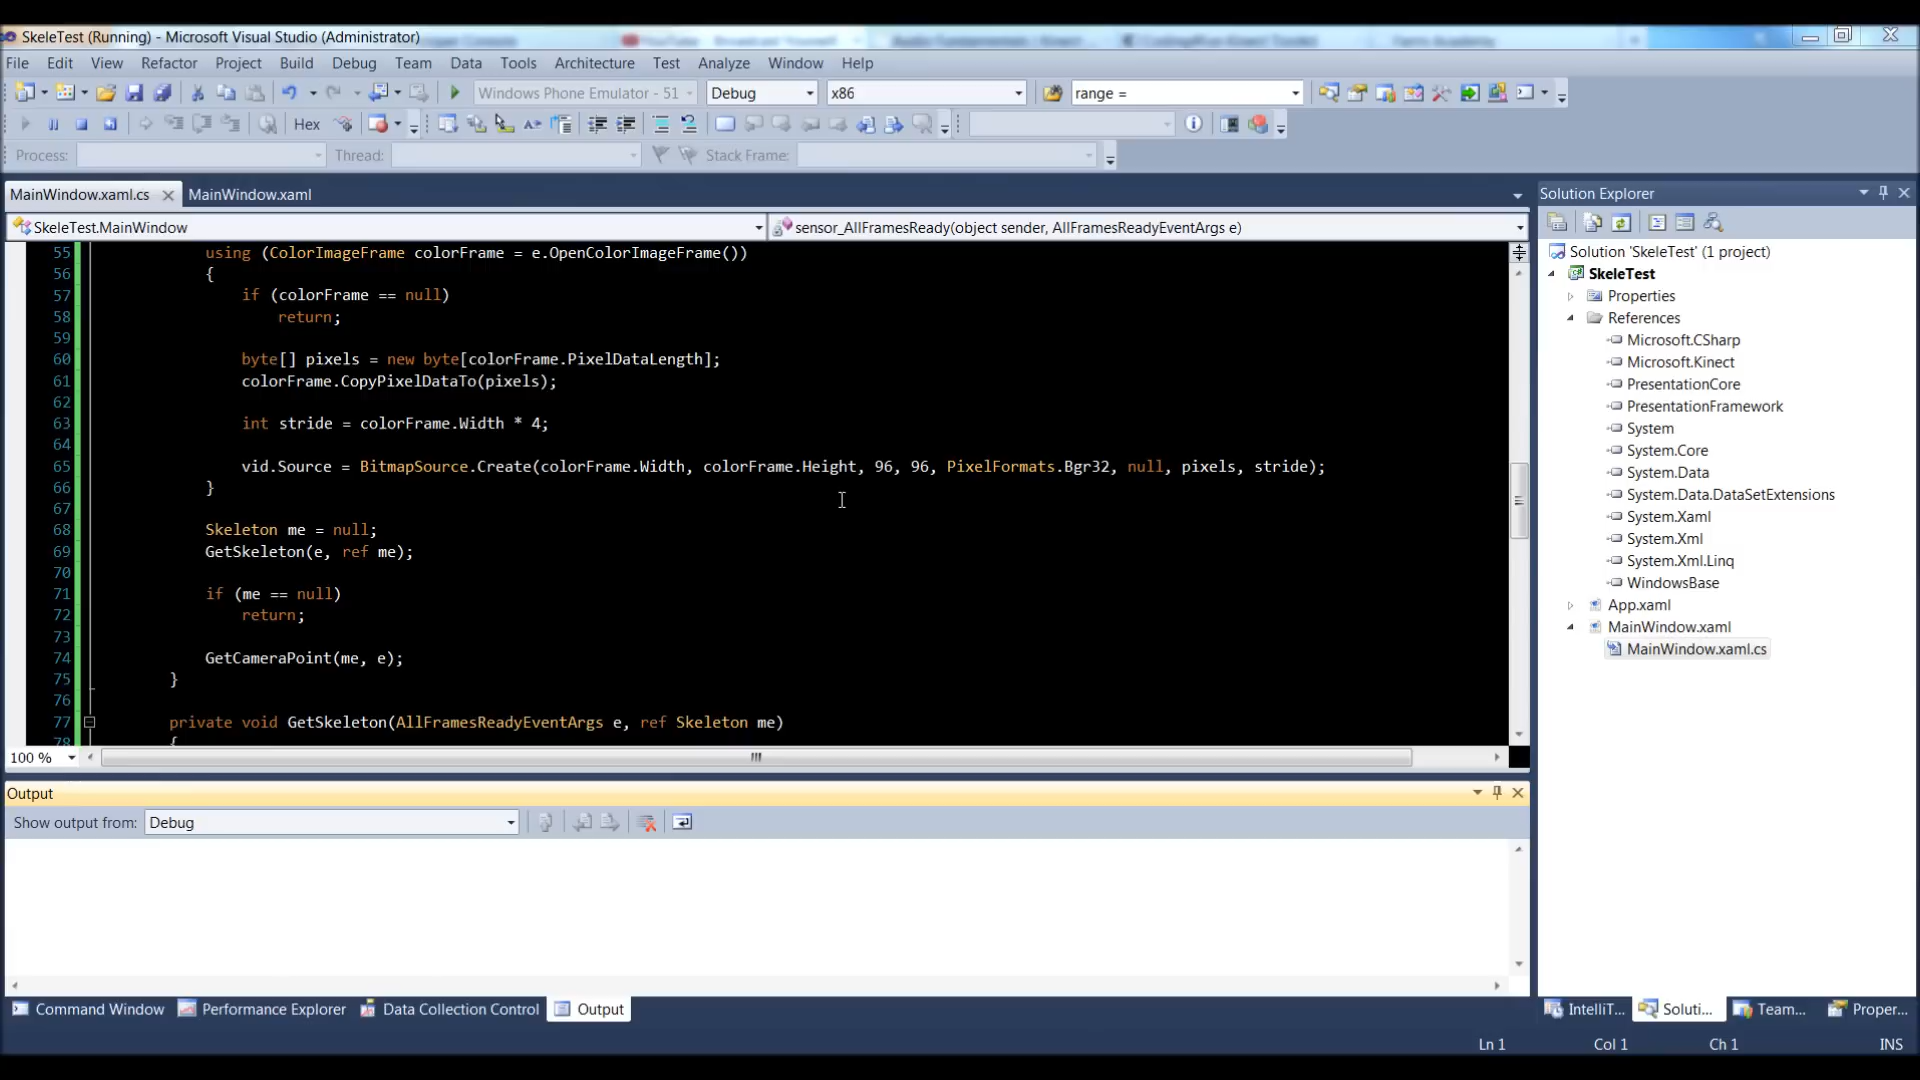 SkeleTest (Running) - Microsoft Visual Studio (Administrator)
File Edit View Refactor Project Build Debug Team Data Tools Architecture Test Analyze Window Help
Windows Phone Emulator - 51 Debug x86 range =
Hex
Process: Thread: Stack Frame:
MainWindow.xaml.cs MainWindow.xaml
SkeleTest.MainWindow sensor_AllFramesReady(object sender, AllFramesReadyEventArgs e)
55 using (ColorImageFrame colorFrame = e.OpenColorImageFrame())
56 {
57 if (colorFrame == null)
58 return;
59
60 byte[] pixels = new byte[colorFrame.PixelDataLength];
61 colorFrame.CopyPixelDataTo(pixels);
62
63 int stride = colorFrame.Width * 4;
64
65 vid.Source = BitmapSource.Create(colorFrame.Width, colorFrame.Height, 96, 96, PixelFormats.Bgr32, null, pixels, stride);
66 }
67
68 Skeleton me = null;
69 GetSkeleton(e, ref me);
70
71 if (me == null)
72 return;
73
74 GetCameraPoint(me, e);
75 }
76
77 private void GetSkeleton(AllFramesReadyEventArgs e, ref Skeleton me)
78 {
100 %
Output
Show output from: Debug
Command Window Performance Explorer Data Collection Control Output
Solution Explorer
Solution 'SkeleTest' (1 project)
SkeleTest
Properties
References
Microsoft.CSharp
Microsoft.Kinect
PresentationCore
PresentationFramework
System
System.Core
System.Data
System.Data.DataSetExtensions
System.Xaml
System.Xml
System.Xml.Linq
WindowsBase
App.xaml
MainWindow.xaml
MainWindow.xaml.cs
IntelliT... Soluti... Team... Proper...
Ln 1 Col 1 Ch 1 INS